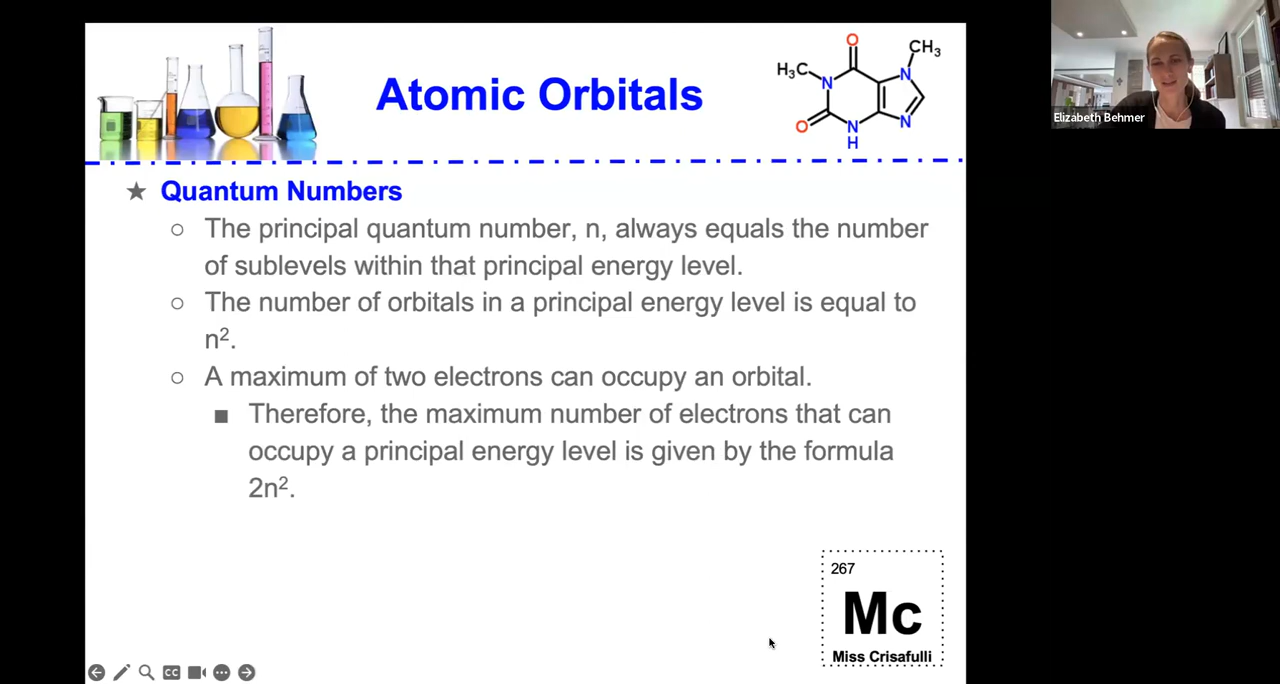 Atomic Orbitals
O
CH₃
H₃C
N
N
O
N
H
N
Elizabeth Behmer
★ Quantum Numbers
○ The principal quantum number, n, always equals the number
of sublevels within that principal energy level.
○ The number of orbitals in a principal energy level is equal to
n².
○ A maximum of two electrons can occupy an orbital.
■ Therefore, the maximum number of electrons that can
occupy a principal energy level is given by the formula
2n².
267
Mc
Miss Crisafulli
CC